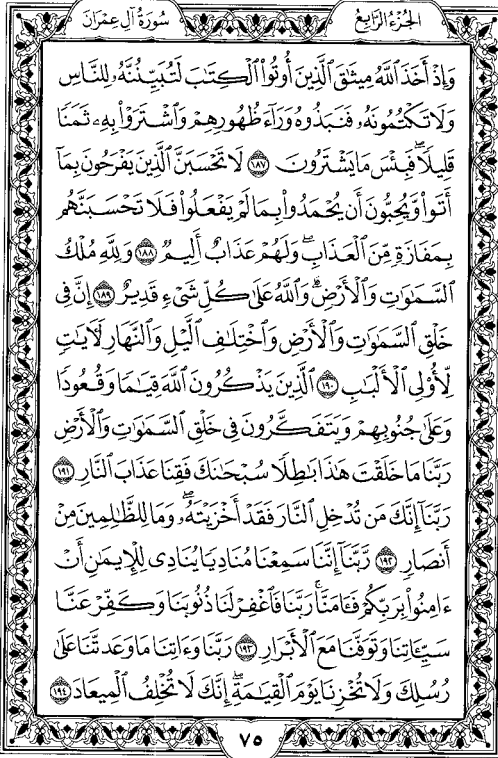 الجزء الرابع
سورة آل عمران
وَإِذْ أَخَذَ ٱللَّهُ مِيثَٰقَ ٱلَّذِينَ أُوتُوا۟ ٱلْكِتَٰبَ لَتُبَيِّنُنَّهُۥ لِلنَّاسِ
وَلَا تَكْتُمُونَهُۥ فَنَبَذُوهُ وَرَآءَ ظُهُورِهِمْ وَٱشْتَرَوْا۟ بِهِۦ ثَمَنًا
قَلِيلًا ۖ فَبِئْسَ مَا يَشْتَرُونَ ١٨٧ لَا تَحْسَبَنَّ ٱلَّذِينَ يَفْرَحُونَ بِمَآ
أَتَوا۟ وَّيُحِبُّونَ أَن يُحْمَدُوا۟ بِمَا لَمْ يَفْعَلُوا۟ فَلَا تَحْسَبَنَّهُم
بِمَفَازَةٍ مِّنَ ٱلْعَذَابِ ۖ وَلَهُمْ عَذَابٌ أَلِيمٌ ١٨٨ وَلِلَّهِ مُلْكُ
ٱلسَّمَٰوَٰتِ وَٱلْأَرْضِ ۗ وَٱللَّهُ عَلَىٰ كُلِّ شَىْءٍ قَدِيرٌ ١٨٩ إِنَّ فِى
خَلْقِ ٱلسَّمَٰوَٰتِ وَٱلْأَرْضِ وَٱخْتِلَٰفِ ٱلَّيْلِ وَٱلنَّهَارِ لَءَايَٰتٍ
لِّأُو۟لِى ٱلْأَلْبَٰبِ ١٩٠ ٱلَّذِينَ يَذْكُرُونَ ٱللَّهَ قِيَٰمًا وَقُعُودًا
وَعَلَىٰ جُنُوبِهِمْ وَيَتَفَكَّرُونَ فِى خَلْقِ ٱلسَّمَٰوَٰتِ وَٱلْأَرْضِ
رَبَّنَا مَا خَلَقْتَ هَٰذَا بَٰطِلًا سُبْحَٰنَكَ فَقِنَا عَذَابَ ٱلنَّارِ ١٩١
رَبَّنَآ إِنَّكَ مَن تُدْخِلِ ٱلنَّارَ فَقَدْ أَخْزَيْتَهُۥ ۖ وَمَا لِلظَّٰلِمِينَ مِنْ
أَنصَارٍ ١٩٢ رَّبَّنَآ إِنَّنَا سَمِعْنَا مُنَادِيًا يُنَادِى لِلْإِيمَٰنِ أَنْ
ءَامِنُوا۟ بِرَبِّكُمْ فَـَٔامَنَّا ۚ رَبَّنَا فَٱغْفِرْ لَنَا ذُنُوبَنَا وَكَفِّرْ عَنَّا
سَيِّـَٔاتِنَا وَتَوَفَّنَا مَعَ ٱلْأَبْرَارِ ١٩٣ رَبَّنَا وَءَاتِنَا مَا وَعَدتَّنَا عَلَىٰ
رُسُلِكَ وَلَا تُخْزِنَا يَوْمَ ٱلْقِيَٰمَةِ ۗ إِنَّكَ لَا تُخْلِفُ ٱلْمِيعَادَ ١٩٤
٧٥